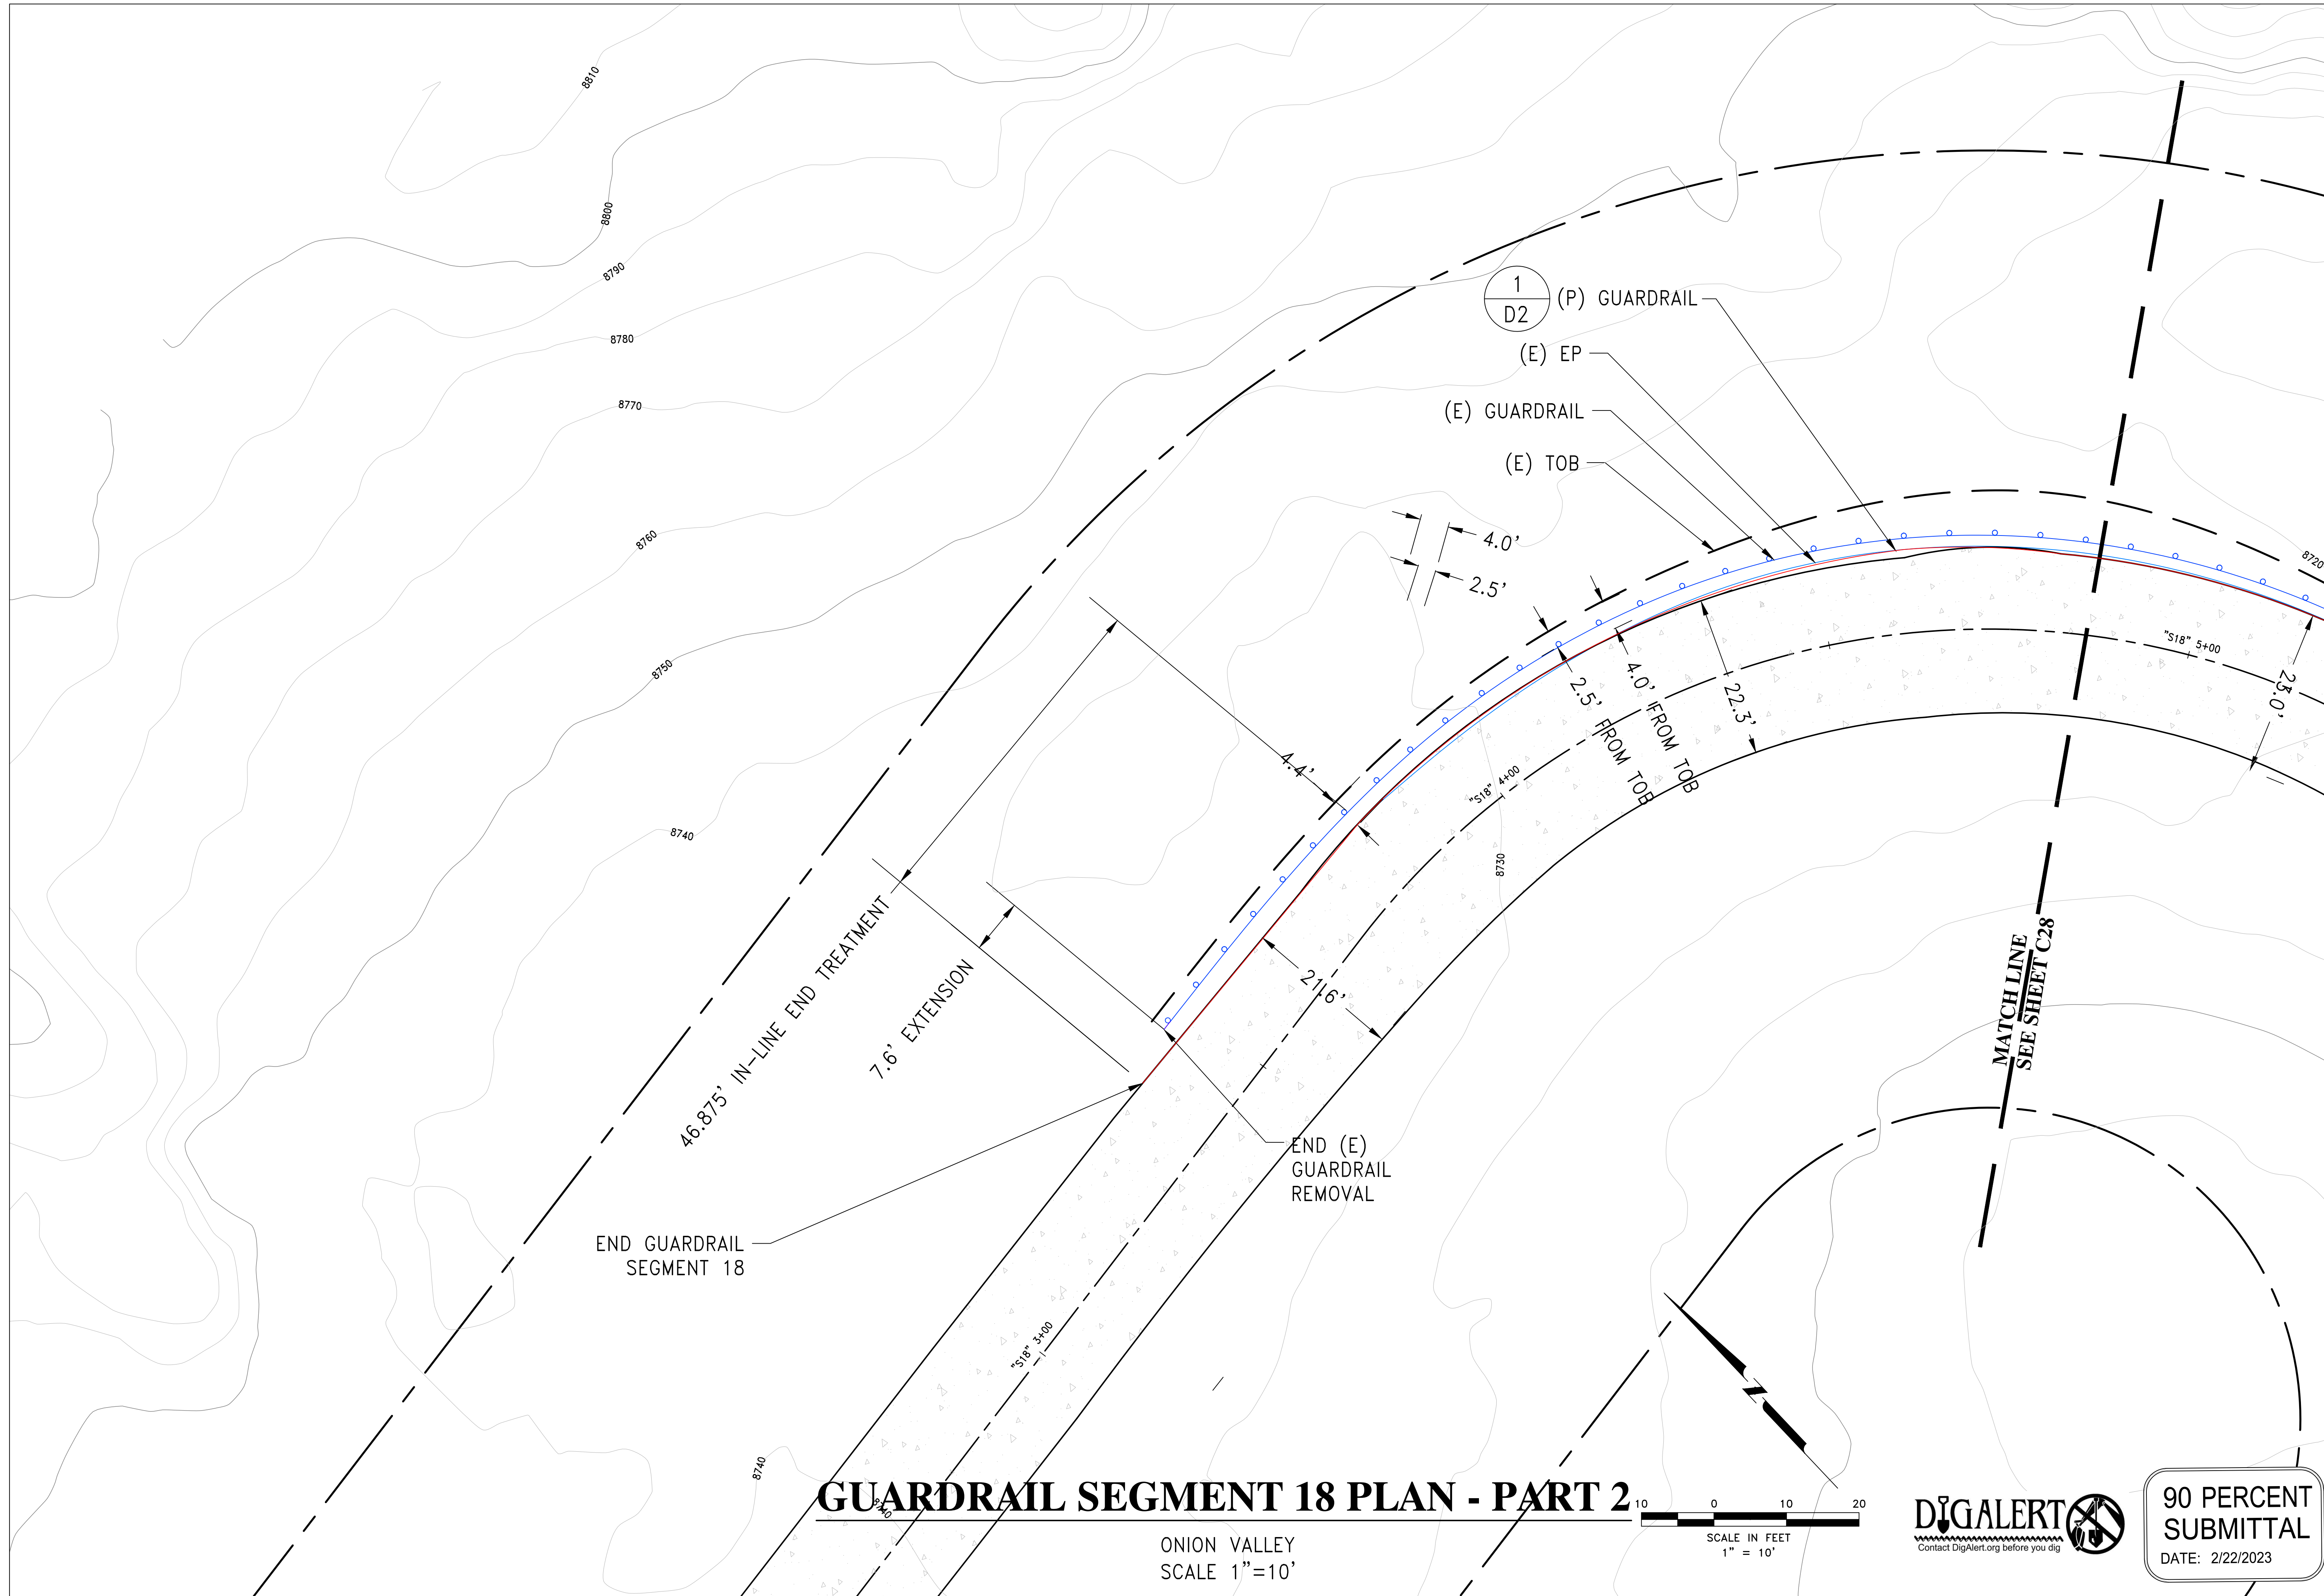 8810
8800
8790
8780
8770
8760
8750
8740
1
D2
(P) GUARDRAIL
(E) EP
(E) GUARDRAIL
(E) TOB
4.0'
2.5'
4.4'
2.5' FROM TOB
4.0' FROM TOB
22.3'
"S18" 5+00
8720
23.0'
"S18" 4+00
8730
21.6'
46.875' IN-LINE END TREATMENT
7.6' EXTENSION
MATCH LINE
SEE SHEET C28
END (E)
GUARDRAIL
REMOVAL
END GUARDRAIL
SEGMENT 18
"S18" 3+00
8740
8740
GUARDRAIL SEGMENT 18 PLAN - PART 2
ONION VALLEY
SCALE 1"=10'
10 0 10 20
SCALE IN FEET
1" = 10'
N
DIGALERT
Contact DigAlert.org before you dig
90 PERCENT
SUBMITTAL
DATE: 2/22/2023